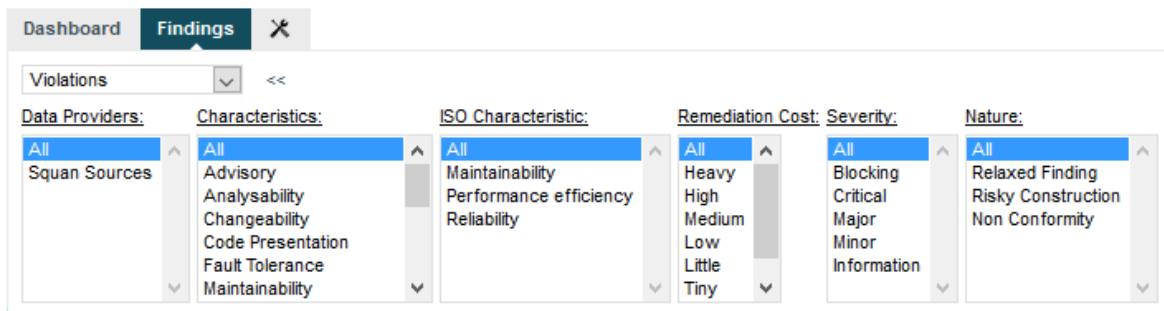 Dashboard Findings
Violations <<
Data Providers: Characteristics: ISO Characteristic: Remediation Cost: Severity: Nature:
All All All All All All
Squan Sources Advisory Maintainability Heavy Blocking Relaxed Finding
Analysability Performance efficiency High Critical Risky Construction
Changeability Reliability Medium Major Non Conformity
Code Presentation Low Minor
Fault Tolerance Little Information
Maintainability Tiny